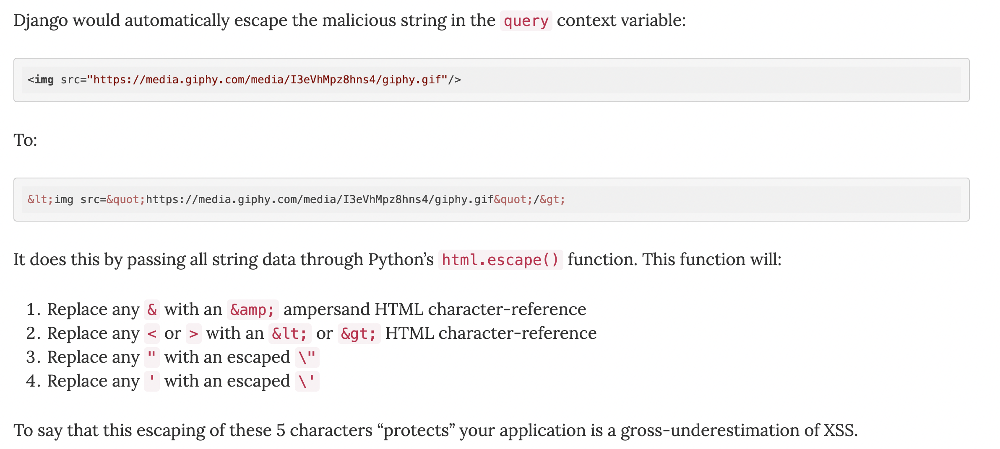 Django would automatically escape the malicious string in the query context variable:
<img src="https://media.giphy.com/media/I3eVhMpz8hns4/giphy.gif"/>
To:
&lt;img src=&quot;https://media.giphy.com/media/I3eVhMpz8hns4/giphy.gif&quot;/&gt;
It does this by passing all string data through Python’s html.escape() function. This function will:
1. Replace any & with an &amp; ampersand HTML character-reference
2. Replace any < or > with an &lt; or &gt; HTML character-reference
3. Replace any " with an escaped \"
4. Replace any ' with an escaped \'
To say that this escaping of these 5 characters “protects” your application is a gross-underestimation of XSS.